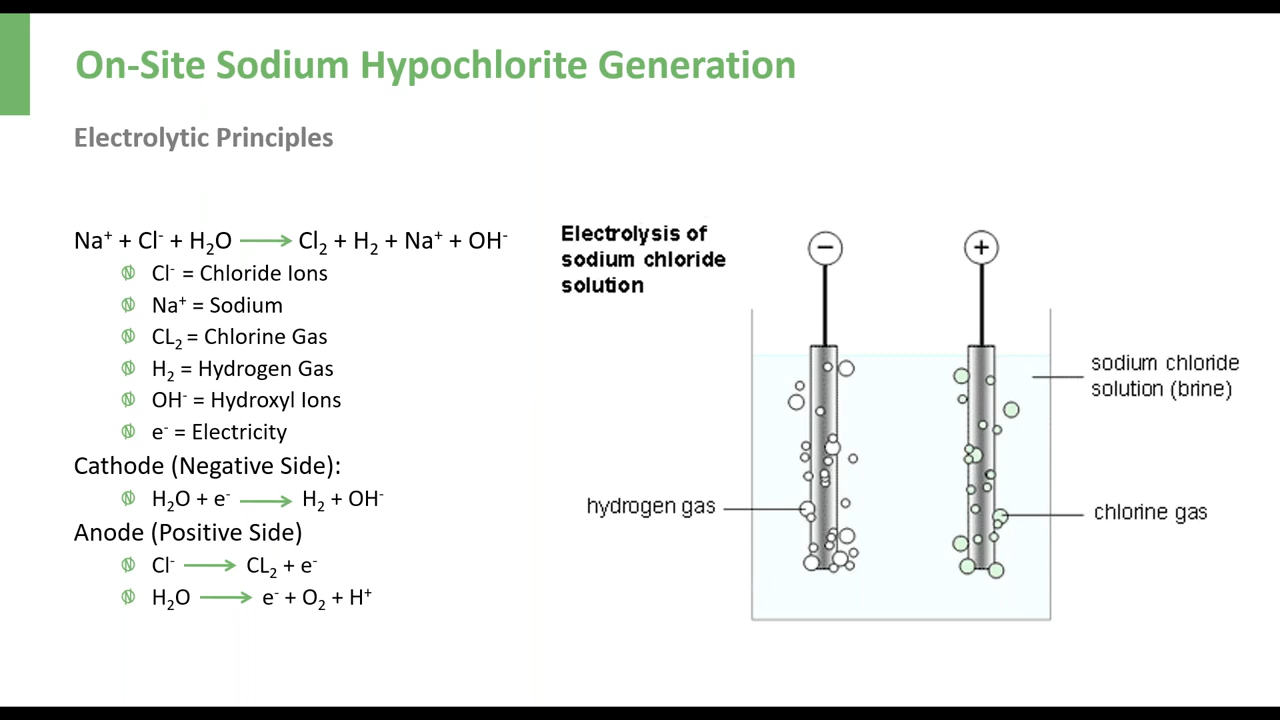 On-Site Sodium Hypochlorite Generation
Electrolytic Principles
Na⁺ + Cl⁻ + H₂O ⟶ Cl₂ + H₂ + Na⁺ + OH⁻
Cl⁻ = Chloride Ions
Na⁺ = Sodium
CL₂ = Chlorine Gas
H₂ = Hydrogen Gas
OH⁻ = Hydroxyl Ions
e⁻ = Electricity
Cathode (Negative Side):
H₂O + e⁻ ⟶ H₂ + OH⁻
Anode (Positive Side)
Cl⁻ ⟶ CL₂ + e⁻
H₂O ⟶ e⁻ + O₂ + H⁺
Electrolysis of
sodium chloride
solution
− +
sodium chloride
solution (brine)
hydrogen gas
chlorine gas